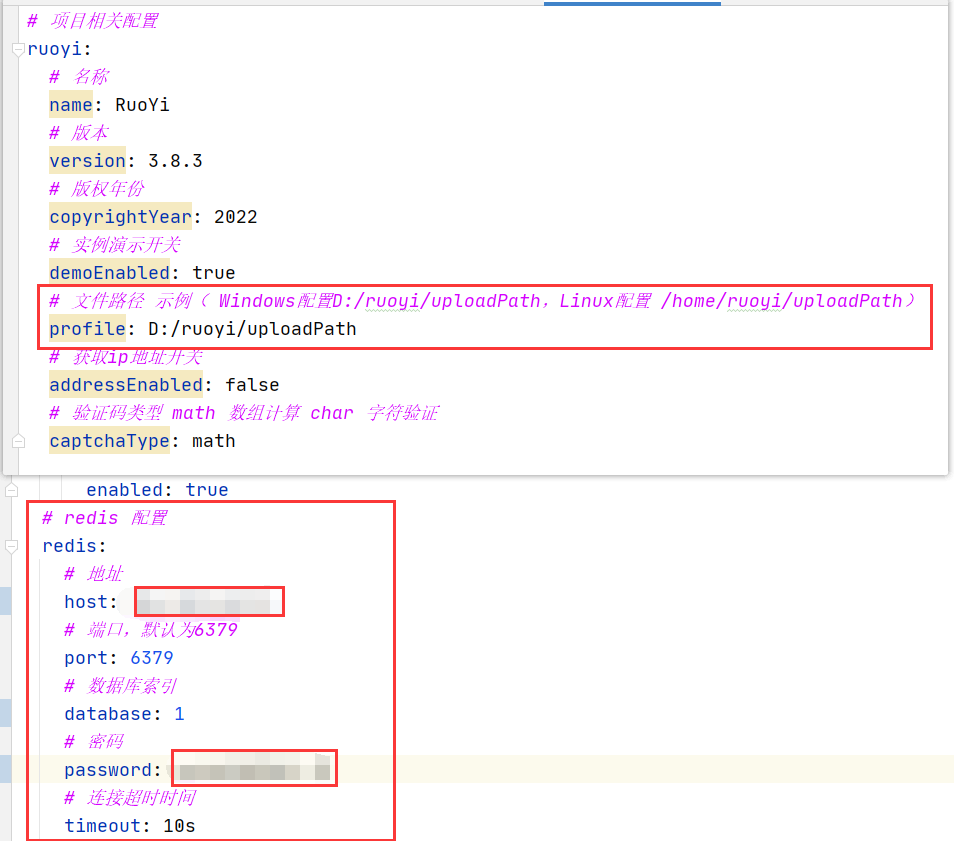 # 项目相关配置
ruoyi:
# 名称
name: RuoYi
# 版本
version: 3.8.3
# 版权年份
copyrightYear: 2022
# 实例演示开关
demoEnabled: true
# 文件路径 示例（ Windows配置D:/ruoyi/uploadPath，Linux配置 /home/ruoyi/uploadPath）
profile: D:/ruoyi/uploadPath
# 获取ip地址开关
addressEnabled: false
# 验证码类型 math 数组计算 char 字符验证
captchaType: math
enabled: true
# redis 配置
redis:
# 地址
host:
# 端口，默认为6379
port: 6379
# 数据库索引
database: 1
# 密码
password:
# 连接超时时间
timeout: 10s